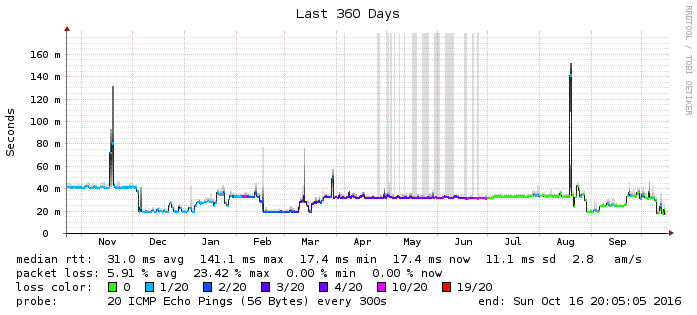 Last 360 Days
RRDTOOL / TOBI OETIKER
Seconds
160 m
140 m
120 m
100 m
80 m
60 m
40 m
20 m
0
Nov Dec Jan Feb Mar Apr May Jun Jul Aug Sep
median rtt: 31.0 ms avg 141.1 ms max 17.4 ms min 17.4 ms now 11.1 ms sd 2.8 am/s
packet loss: 5.91 % avg 23.42 % max 0.00 % min 0.00 % now
loss color: 0 1/20 2/20 3/20 4/20 10/20 19/20
probe: 20 ICMP Echo Pings (56 Bytes) every 300s end: Sun Oct 16 20:05:05 2016